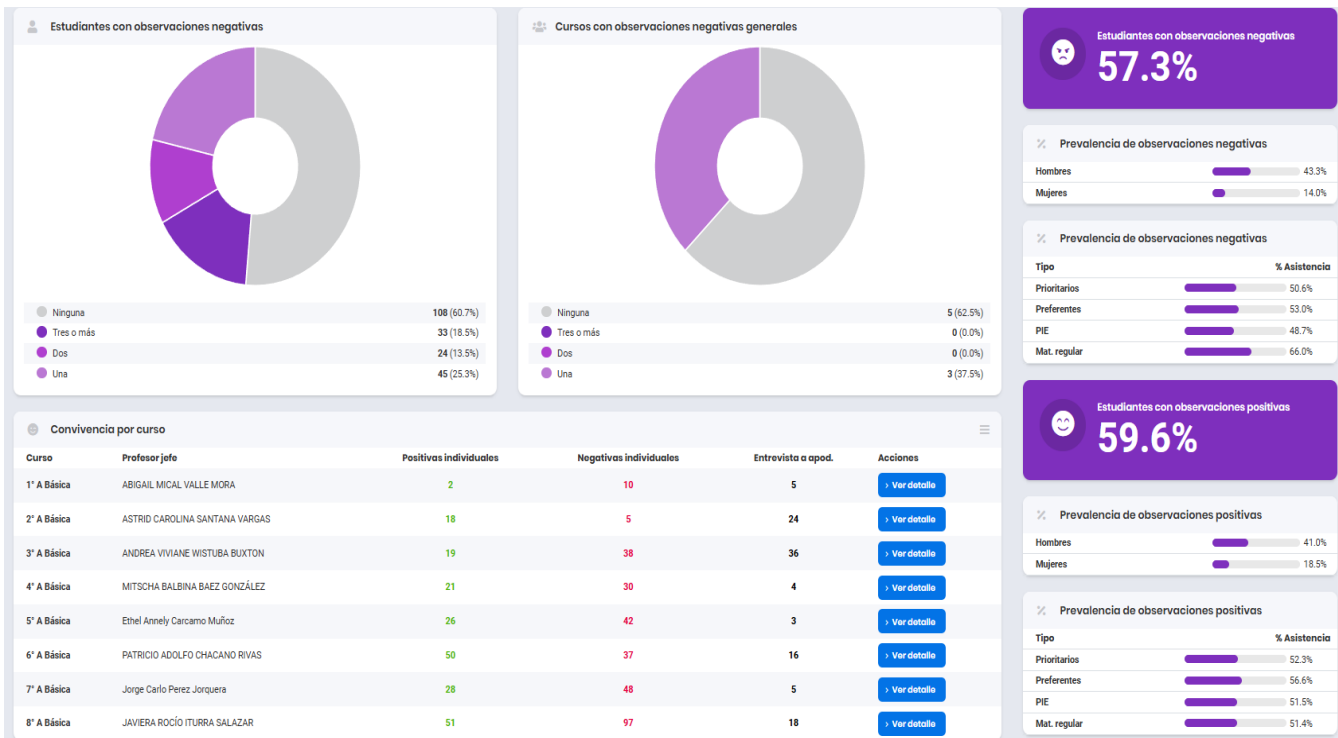 Estudiantes con observaciones negativas
Ninguna 108 (60.7%)
Tres o más 33 (18.5%)
Dos 24 (13.5%)
Una 45 (25.3%)
Cursos con observaciones negativas generales
Ninguna 5 (62.5%)
Tres o más 0 (0.0%)
Dos 0 (0.0%)
Una 3 (37.5%)
Convivencia por curso
Curso Profesor jefe Positivas individuales Negativas individuales Entrevista a apod. Acciones
1° A Básica ABIGAIL MICAL VALLE MORA 2 10 5 › Ver detalle
2° A Básica ASTRID CAROLINA SANTANA VARGAS 18 5 24 › Ver detalle
3° A Básica ANDREA VIVIANE WISTUBA BUXTON 19 38 36 › Ver detalle
4° A Básica MITSCHA BALBINA BAEZ GONZÁLEZ 21 30 4 › Ver detalle
5° A Básica Ethel Annely Carcamo Muñoz 26 42 3 › Ver detalle
6° A Básica PATRICIO ADOLFO CHACANO RIVAS 50 37 16 › Ver detalle
7° A Básica Jorge Carlo Perez Jorquera 28 48 5 › Ver detalle
8° A Básica JAVIERA ROCÍO ITURRA SALAZAR 51 97 18 › Ver detalle
Estudiantes con observaciones negativas
57.3%
Prevalencia de observaciones negativas
Hombres 43.3%
Mujeres 14.0%
Prevalencia de observaciones negativas
Tipo % Asistencia
Prioritarios 50.6%
Preferentes 53.0%
PIE 48.7%
Mat. regular 66.0%
Estudiantes con observaciones positivas
59.6%
Prevalencia de observaciones positivas
Hombres 41.0%
Mujeres 18.5%
Prevalencia de observaciones positivas
Tipo % Asistencia
Prioritarios 52.3%
Preferentes 56.6%
PIE 51.5%
Mat. regular 51.4%